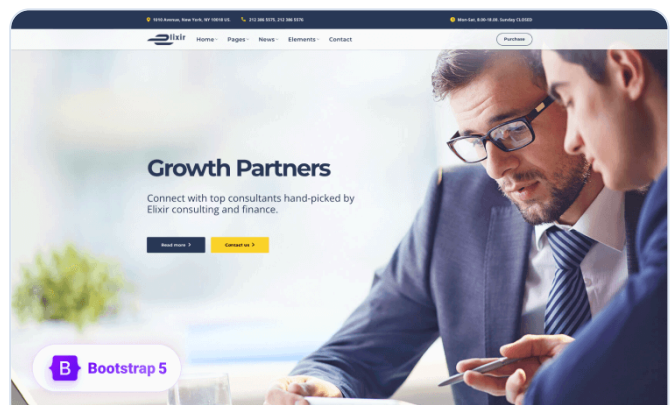 1010 Avenue, New York, NY 10018 US.
212 386 5575, 212 386 5576
Mon-Sat, 8.00-18.00. Sunday CLOSED
Elixir
Home
Pages
News
Elements
Contact
Purchase
Growth Partners
Connect with top consultants hand-picked by
Elixir consulting and finance.
Read more
Contact us
B
Bootstrap 5